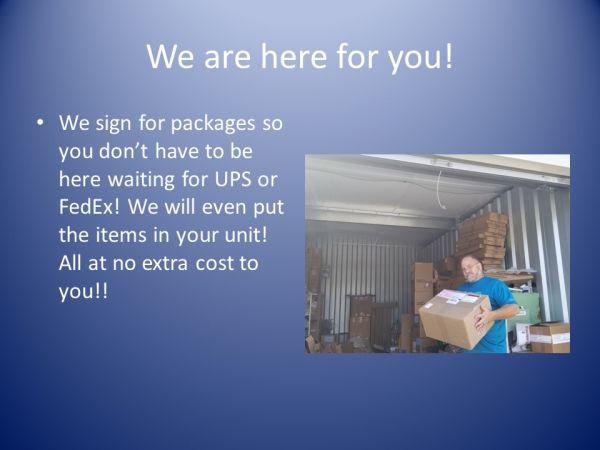 We are here for you!
• We sign for packages so
you don’t have to be
here waiting for UPS or
FedEx! We will even put
the items in your unit!
All at no extra cost to
you!!